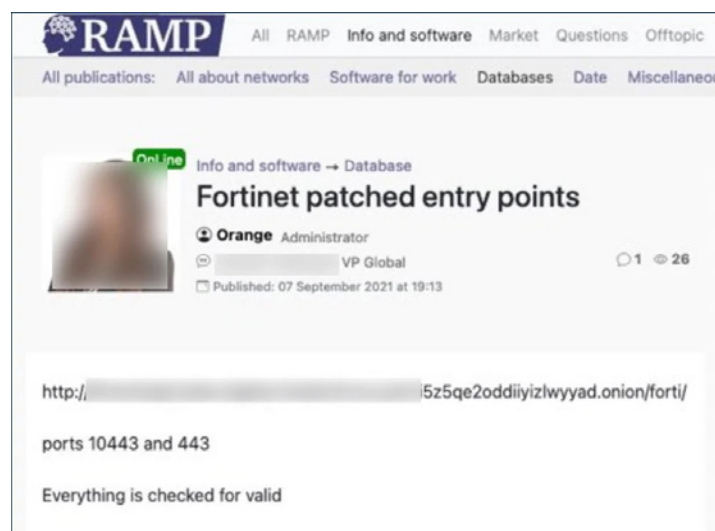 RAMP All RAMP Info and software Market Questions Offtopic
All publications: All about networks Software for work Databases Date Miscellaneou
OnLine
Info and software → Database
Fortinet patched entry points
Orange Administrator
VP Global 1 26
Published: 07 September 2021 at 19:13
http:// i5z5qe2oddiiyizlwyyad.onion/forti/
ports 10443 and 443
Everything is checked for valid